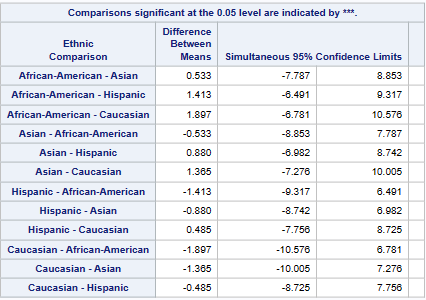 Comparisons significant at the 0.05 level are indicated by ***.
Ethnic Comparison Difference Between Means Simultaneous 95% Confidence Limits
African-American - Asian 0.533 -7.787 8.853
African-American - Hispanic 1.413 -6.491 9.317
African-American - Caucasian 1.897 -6.781 10.576
Asian - African-American -0.533 -8.853 7.787
Asian - Hispanic 0.880 -6.982 8.742
Asian - Caucasian 1.365 -7.276 10.005
Hispanic - African-American -1.413 -9.317 6.491
Hispanic - Asian -0.880 -8.742 6.982
Hispanic - Caucasian 0.485 -7.756 8.725
Caucasian - African-American -1.897 -10.576 6.781
Caucasian - Asian -1.365 -10.005 7.276
Caucasian - Hispanic -0.485 -8.725 7.756